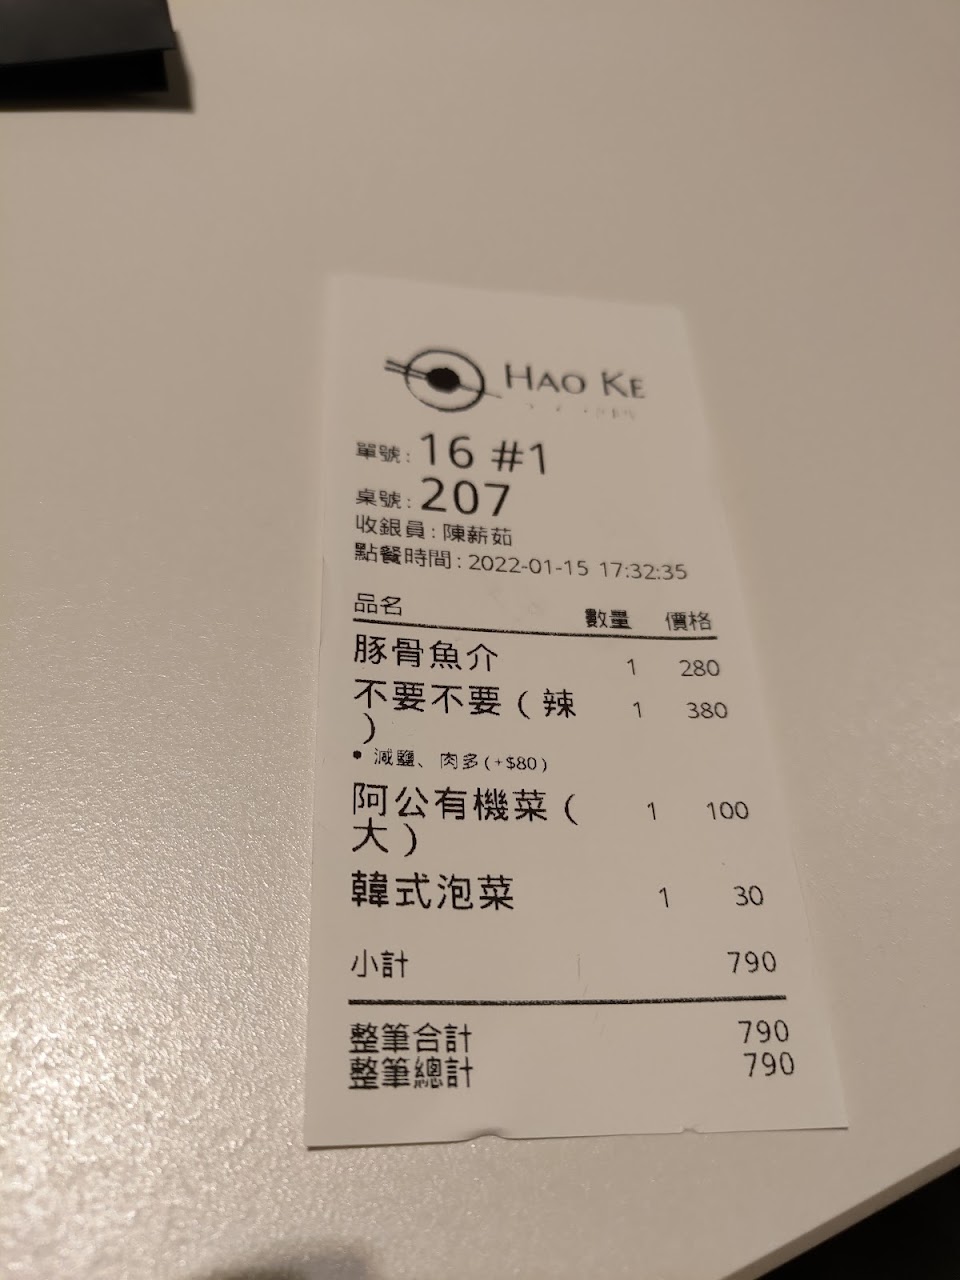 HAO KE
單號: 16 #1
桌號: 207
收銀員: 陳薪茹
點餐時間: 2022-01-15 17:32:35
品名 數量 價格
豚骨魚介 1 280
不要不要(辣 1 380
)
• 減鹽、肉多(+$80)
阿公有機菜( 1 100
大)
韓式泡菜 1 30
小計 790
整筆合計 790
整筆總計 790